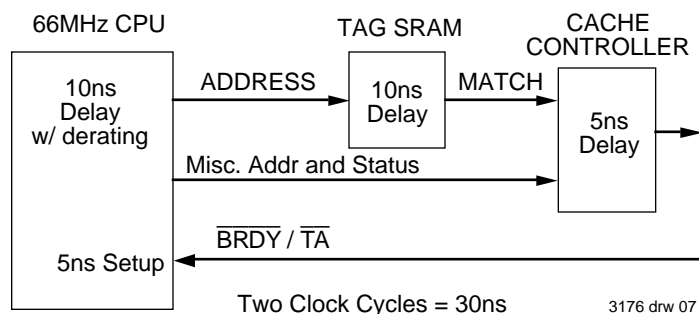 66MHz CPU
TAG SRAM
CACHE
CONTROLLER
10ns
Delay
w/ derating
ADDRESS
10ns
Delay
MATCH
5ns
Delay
Misc. Addr and Status
BRDY / TA
5ns Setup
Two Clock Cycles = 30ns
3176 drw 07